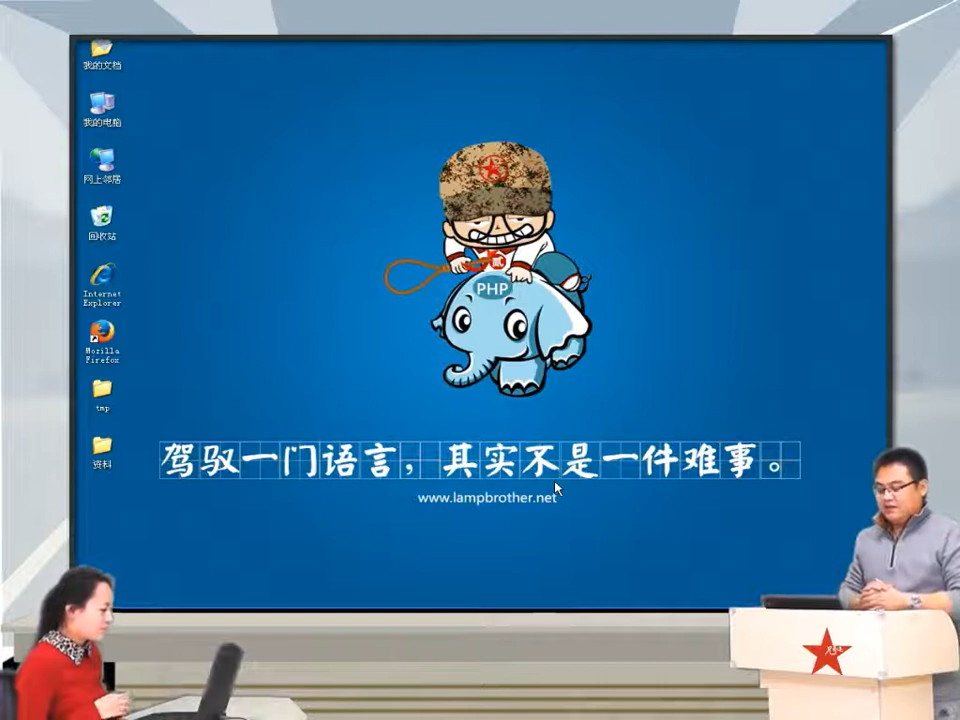 我的文档
我的电脑
网上邻居
回收站
Internet
Explorer
Mozilla
Firefox
tmp
资料
贰
PHP
驾驭一门语言，其实不是一件难事。
www.lampbrother.net